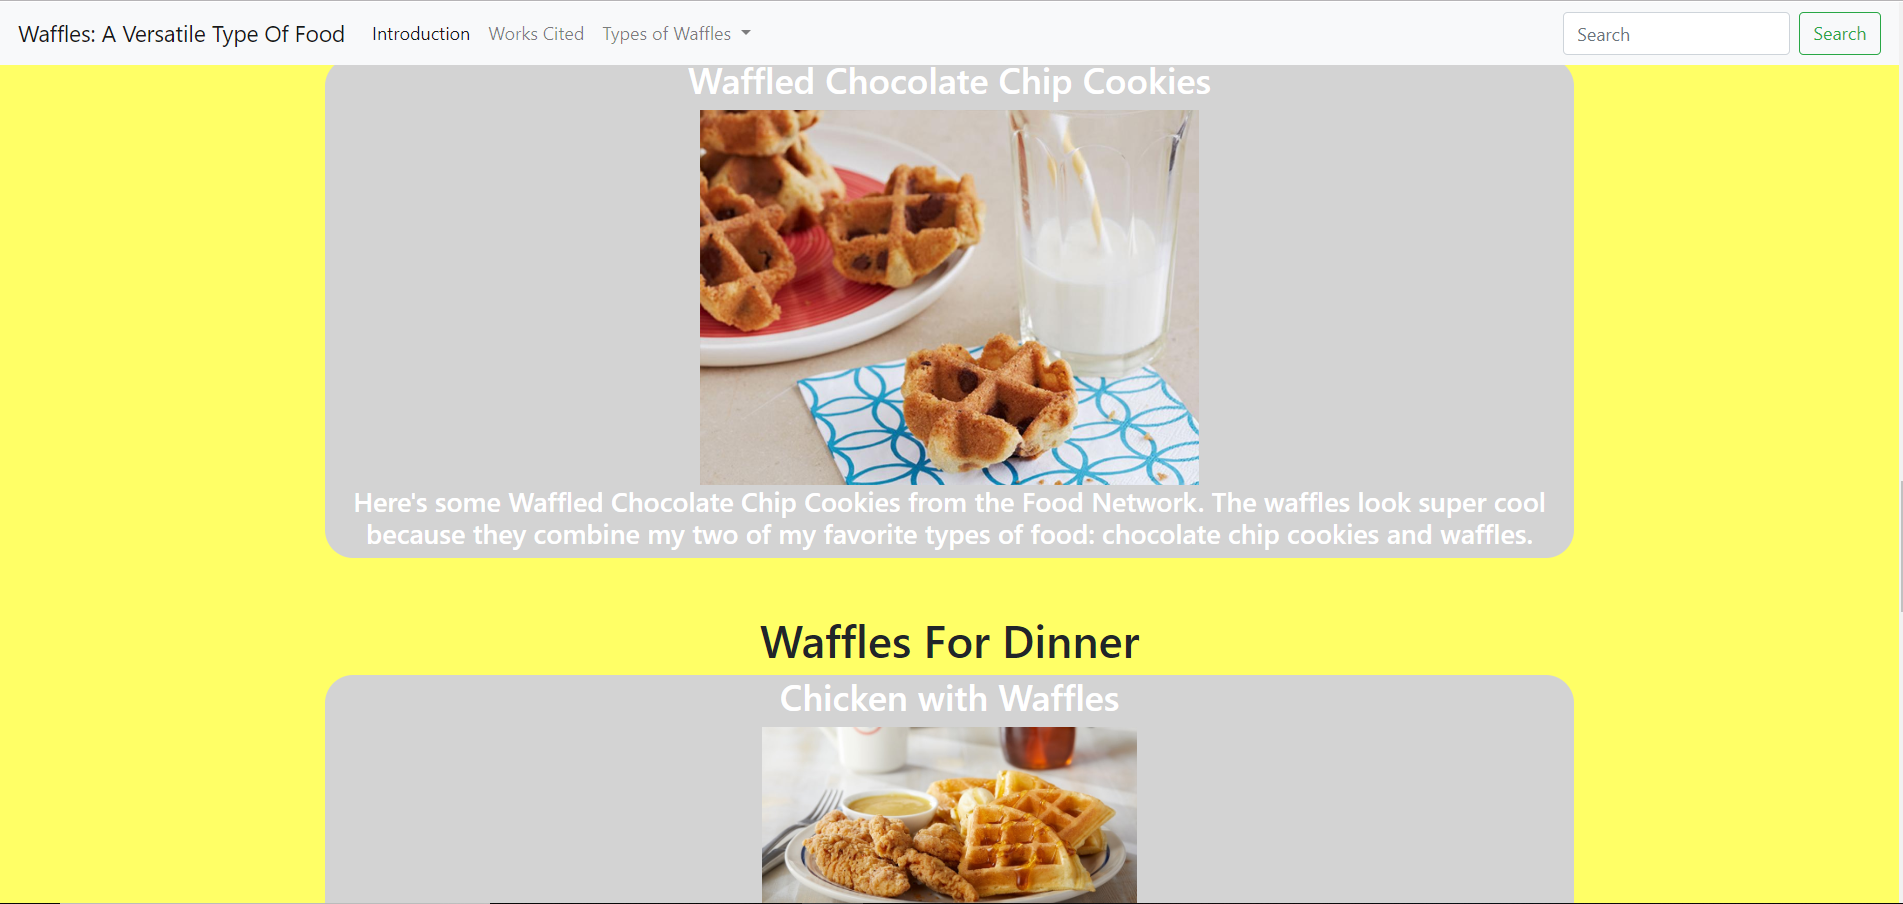 Waffles: A Versatile Type Of Food Introduction Works Cited Types of Waffles Search Search
Waffled Chocolate Chip Cookies
Here's some Waffled Chocolate Chip Cookies from the Food Network. The waffles look super cool
because they combine my two of my favorite types of food: chocolate chip cookies and waffles.
Waffles For Dinner
Chicken with Waffles